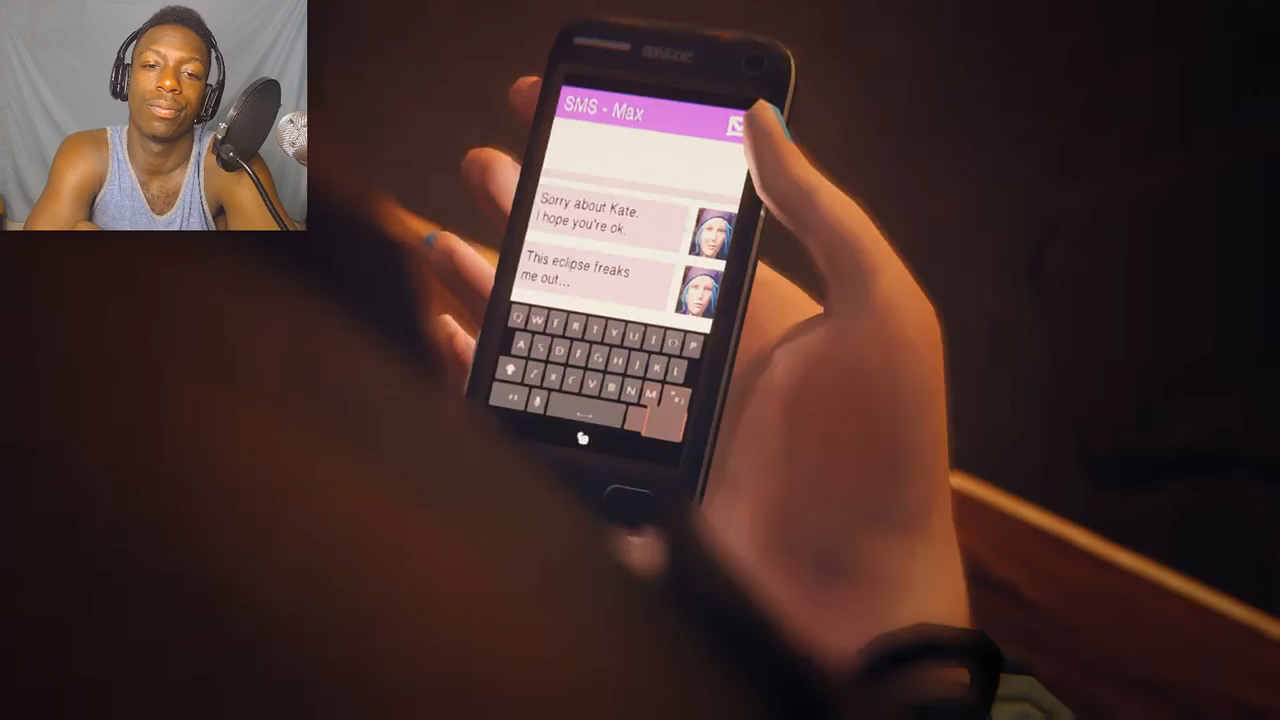 SMS - Max
Sorry about Kate.
I hope you're ok.
This eclipse freaks
me out...
Q W E R T Y U I O P
A S D F G H J K L
Z X C V B N M